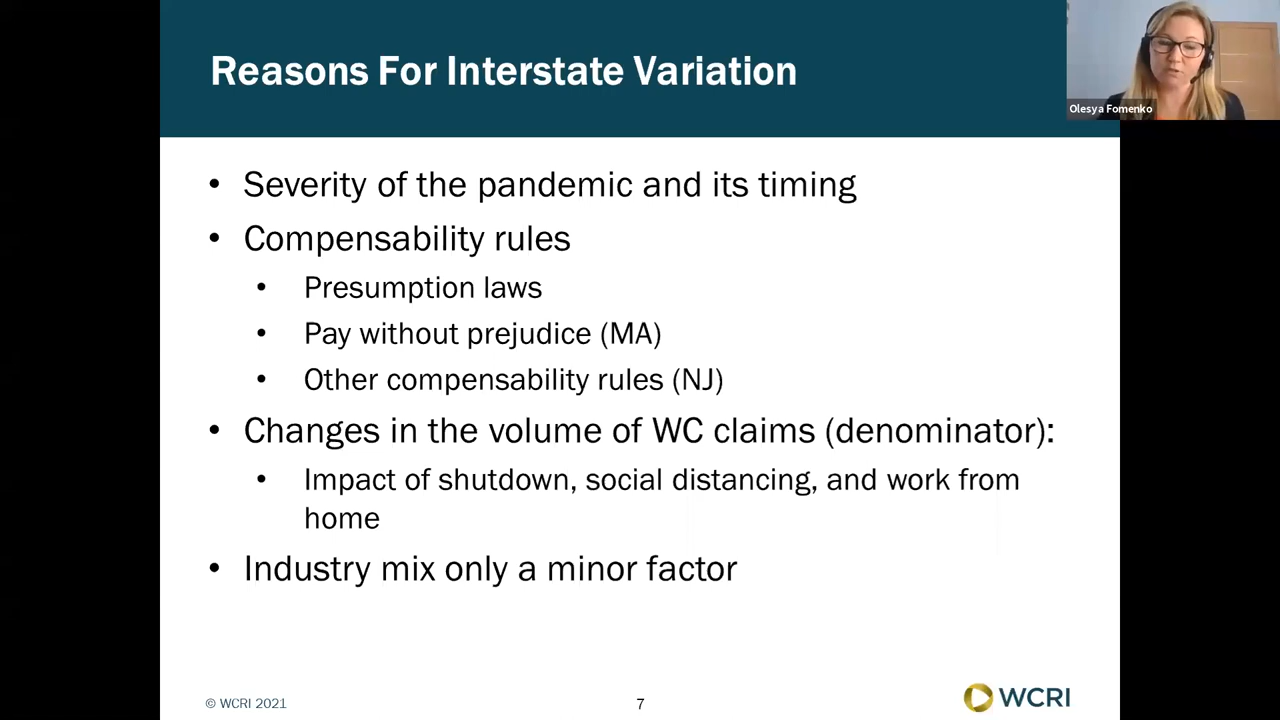 Reasons For Interstate Variation
Olesya Fomenko
• Severity of the pandemic and its timing
• Compensability rules
• Presumption laws
• Pay without prejudice (MA)
• Other compensability rules (NJ)
• Changes in the volume of WC claims (denominator):
• Impact of shutdown, social distancing, and work from
home
• Industry mix only a minor factor
© WCRI 2021
7
WCRI